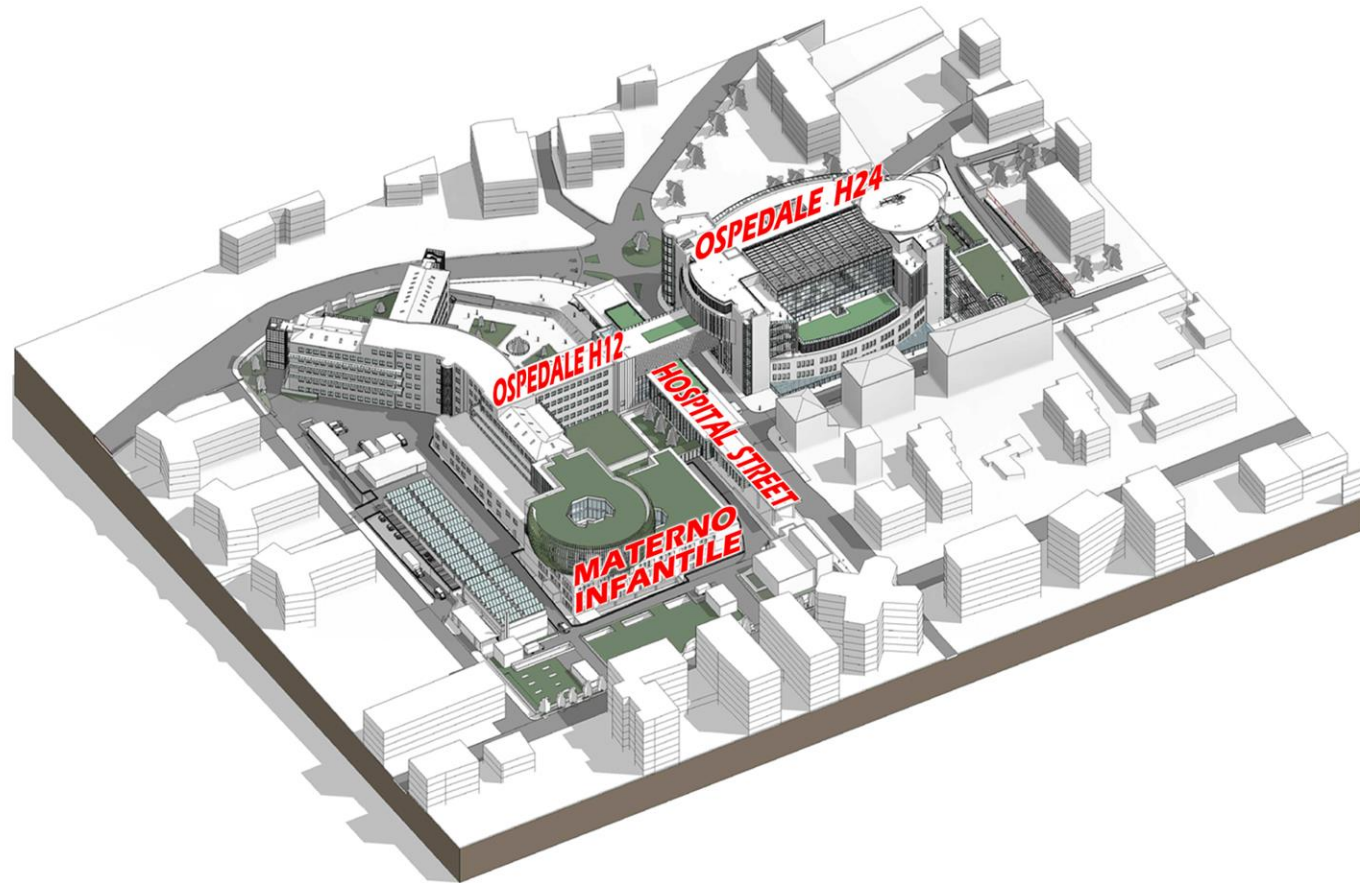 OSPEDALE H24
OSPEDALE H12
HOSPITAL STREET
MATERNO
INFANTILE